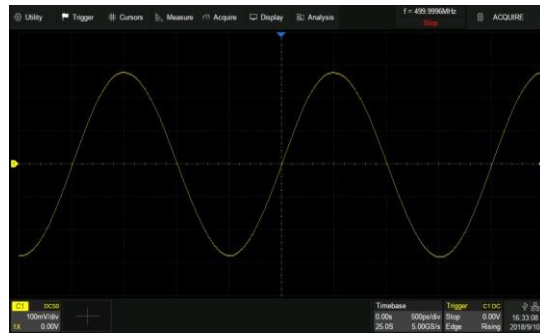 Utility Trigger Cursors Measure Acquire Display Analysis
f = 499.9996MHz
Stop
ACQUIRE
C1 DC50
100mV/div
1X 0.00V
Timebase
0.00s 500ps/div
25.0S 5.00GS/s
Trigger C1 DC
Stop 0.00V
Edge Rising
16:33:08
2018/9/10